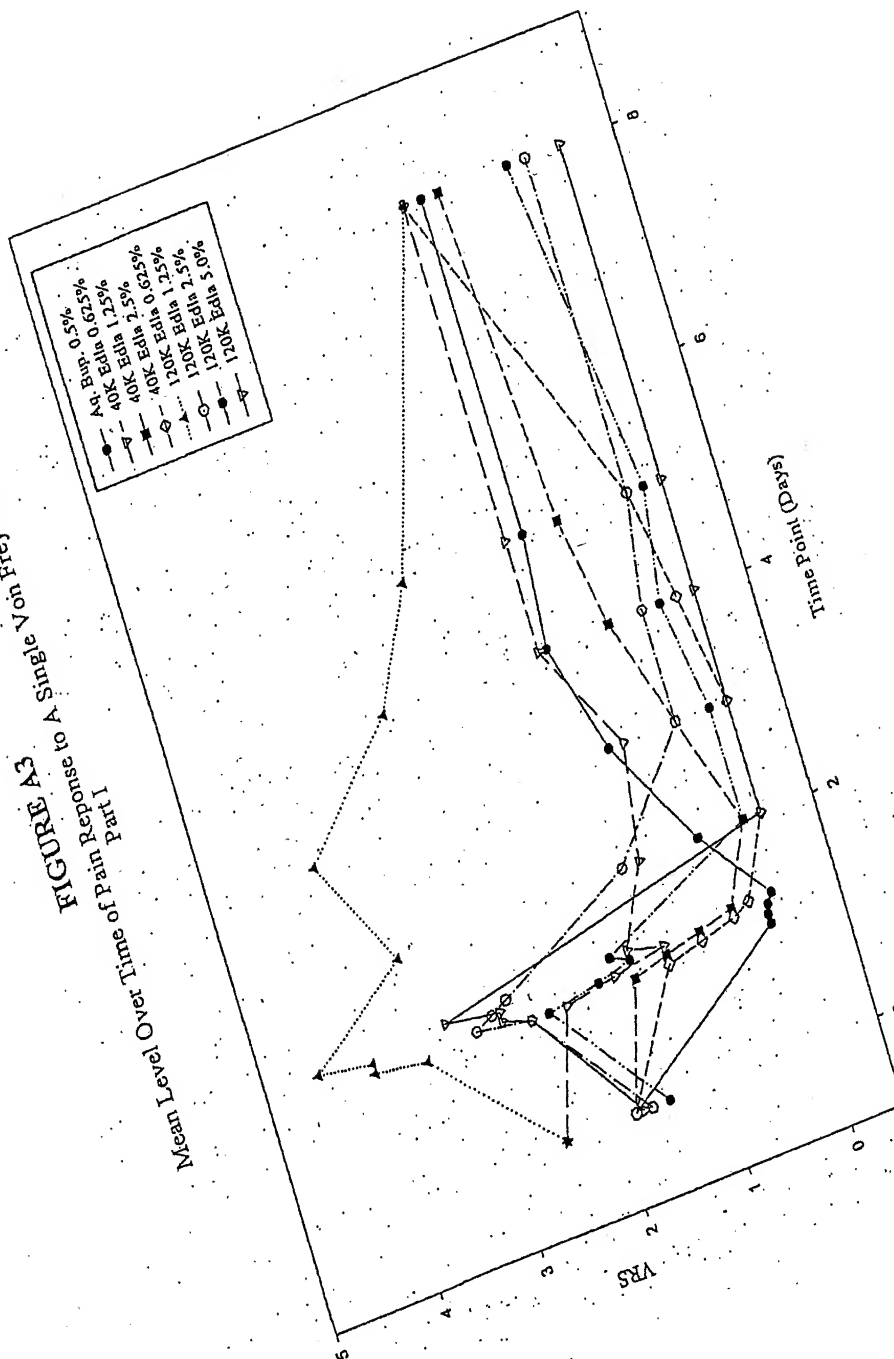 FIGURE A3
Mean Level Over Time of Pain Reponse to A Single Von Frey
Part I
Aq. Bup. 0.5%
40K Edla 0.625%
40K Edla 1.25%
40K Edla 2.5%
120K Edla 0.625%
120K Edla 1.25%
120K Edla 2.5%
120K Edla 5.0%
VRS
5
4
3
2
1
0
2
4
6
8
Time Point (Days)